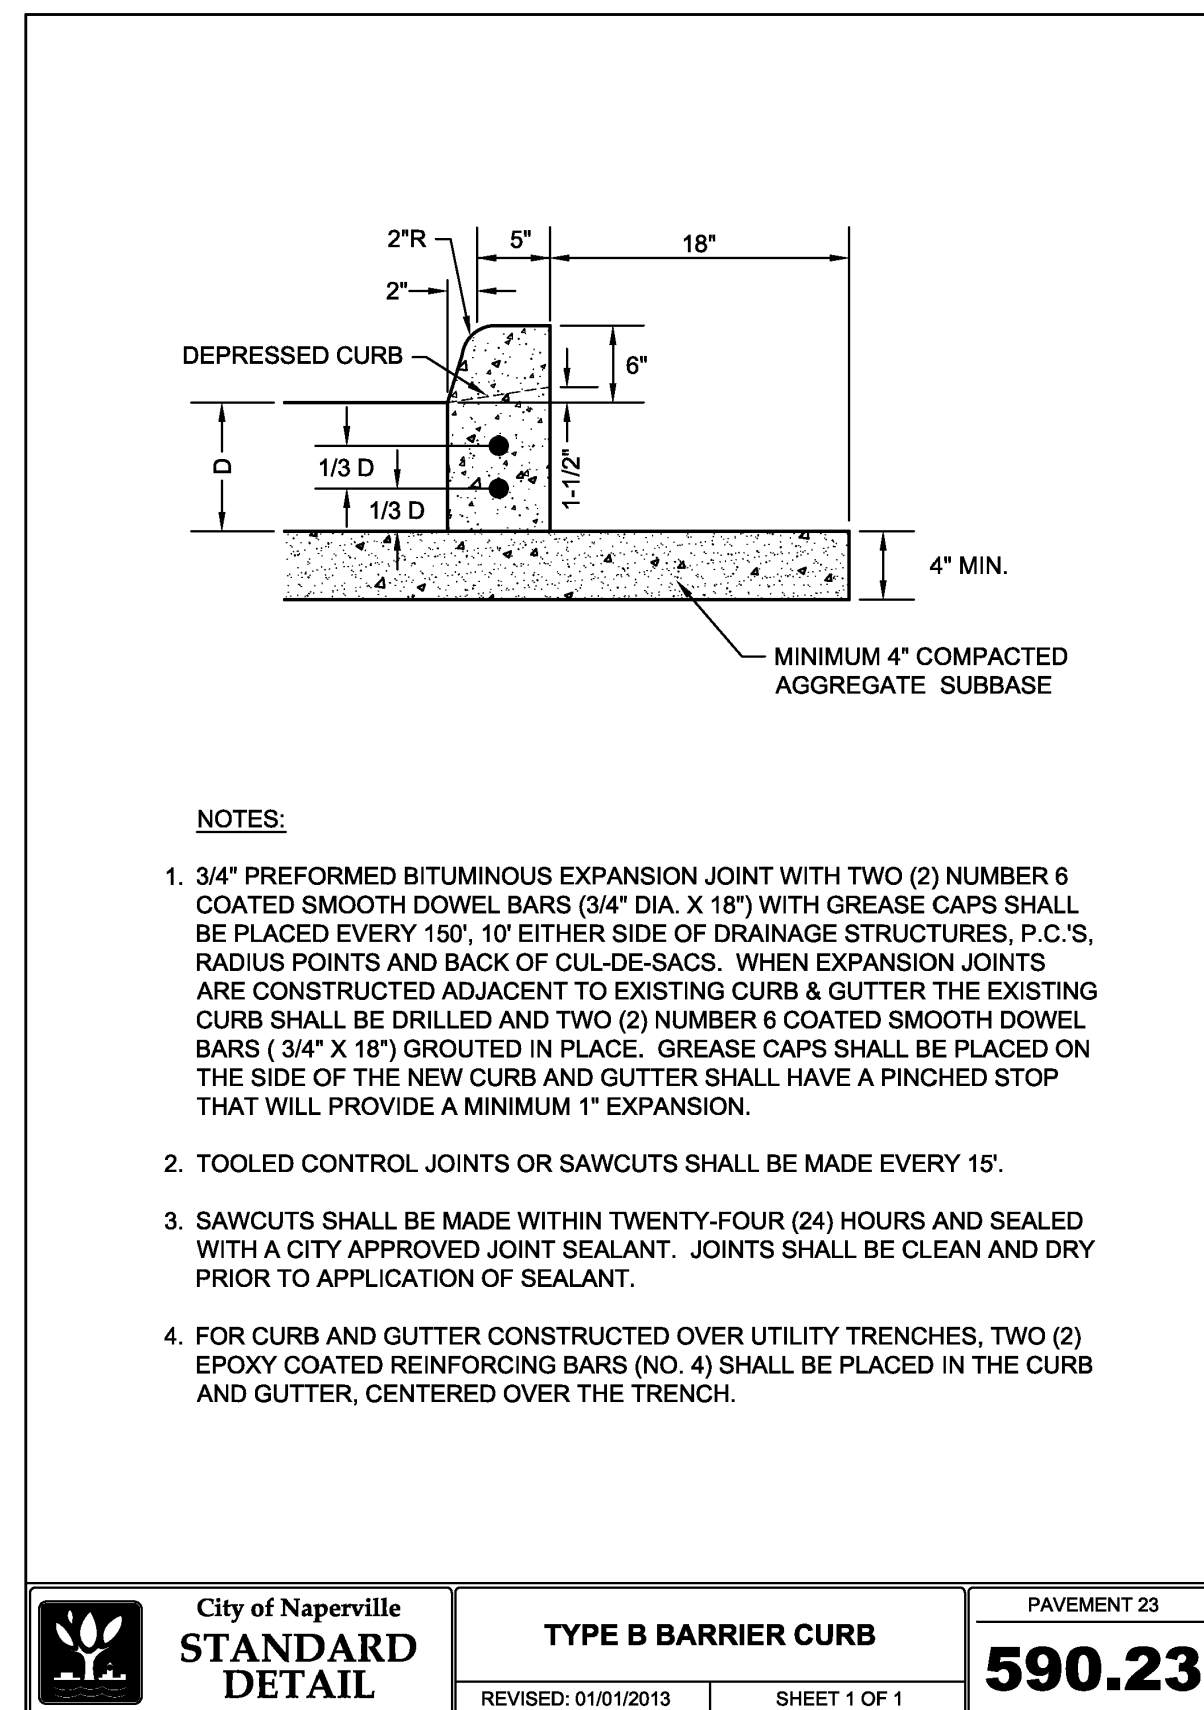 2"R
5"
18"
2"
DEPRESSED CURB
6"
D
1/3 D
1/3 D
1-1/2"
4" MIN.
MINIMUM 4" COMPACTED
AGGREGATE SUBBASE
NOTES:
1. 3/4" PREFORMED BITUMINOUS EXPANSION JOINT WITH TWO (2) NUMBER 6
COATED SMOOTH DOWEL BARS (3/4" DIA. X 18") WITH GREASE CAPS SHALL
BE PLACED EVERY 150', 10' EITHER SIDE OF DRAINAGE STRUCTURES, P.C.'S,
RADIUS POINTS AND BACK OF CUL-DE-SACS. WHEN EXPANSION JOINTS
ARE CONSTRUCTED ADJACENT TO EXISTING CURB & GUTTER THE EXISTING
CURB SHALL BE DRILLED AND TWO (2) NUMBER 6 COATED SMOOTH DOWEL
BARS ( 3/4" X 18") GROUTED IN PLACE. GREASE CAPS SHALL BE PLACED ON
THE SIDE OF THE NEW CURB AND GUTTER SHALL HAVE A PINCHED STOP
THAT WILL PROVIDE A MINIMUM 1" EXPANSION.
2. TOOLED CONTROL JOINTS OR SAWCUTS SHALL BE MADE EVERY 15'.
3. SAWCUTS SHALL BE MADE WITHIN TWENTY-FOUR (24) HOURS AND SEALED
WITH A CITY APPROVED JOINT SEALANT. JOINTS SHALL BE CLEAN AND DRY
PRIOR TO APPLICATION OF SEALANT.
4. FOR CURB AND GUTTER CONSTRUCTED OVER UTILITY TRENCHES, TWO (2)
EPOXY COATED REINFORCING BARS (NO. 4) SHALL BE PLACED IN THE CURB
AND GUTTER, CENTERED OVER THE TRENCH.
City of Naperville
STANDARD
DETAIL
TYPE B BARRIER CURB
REVISED: 01/01/2013
SHEET 1 OF 1
PAVEMENT 23
590.23